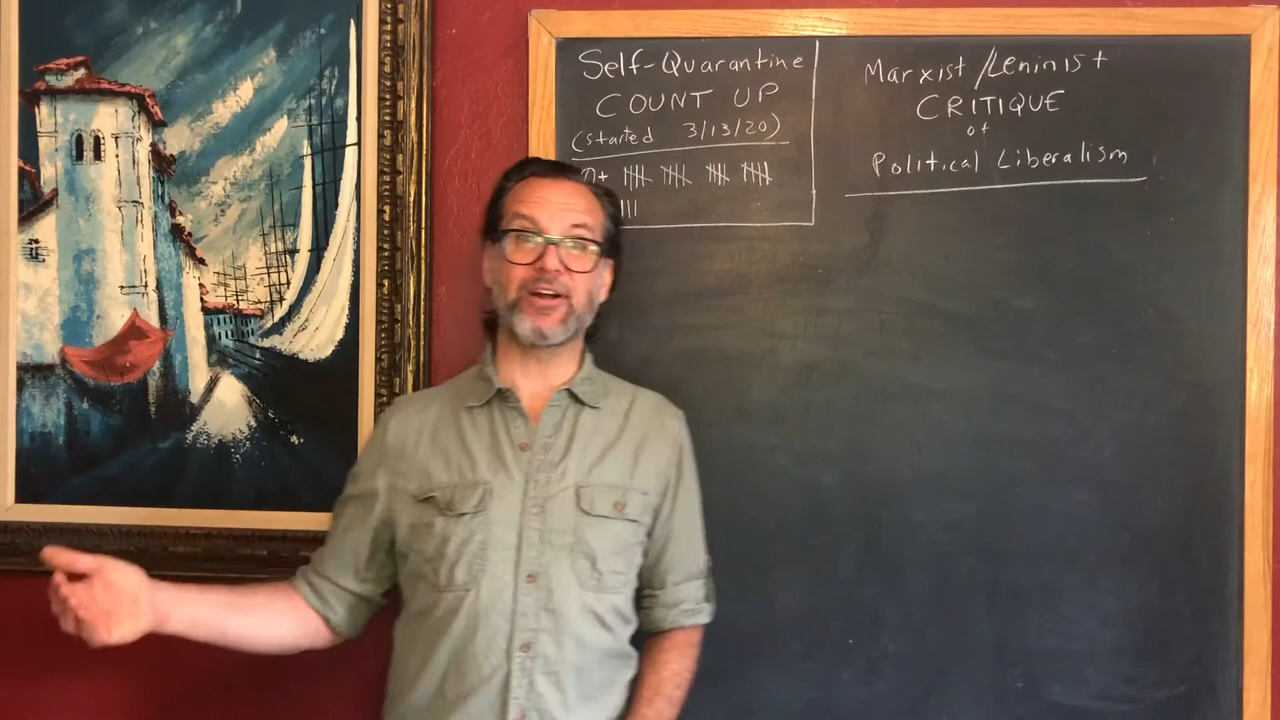 Self-Quarantine
COUNT UP
(started 3/13/20)
Marxist/Leninist
CRITIQUE
of
Political Liberalism